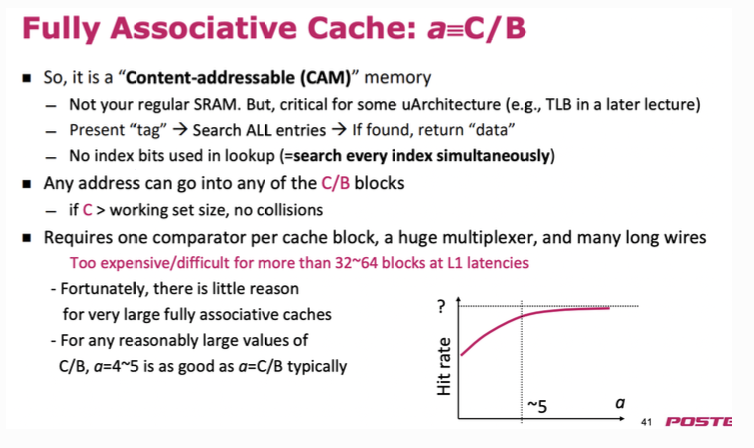 Fully Associative Cache: a≡C/B
▪ So, it is a “Content-addressable (CAM)” memory
– Not your regular SRAM. But, critical for some uArchitecture (e.g., TLB in a later lecture)
– Present “tag” → Search ALL entries → If found, return “data”
– No index bits used in lookup (=search every index simultaneously)
▪ Any address can go into any of the C/B blocks
– if C > working set size, no collisions
▪ Requires one comparator per cache block, a huge multiplexer, and many long wires
Too expensive/difficult for more than 32~64 blocks at L1 latencies
- Fortunately, there is little reason
for very large fully associative caches
- For any reasonably large values of
C/B, a=4~5 is as good as a=C/B typically
?
Hit rate
~5
a
41
POSTE